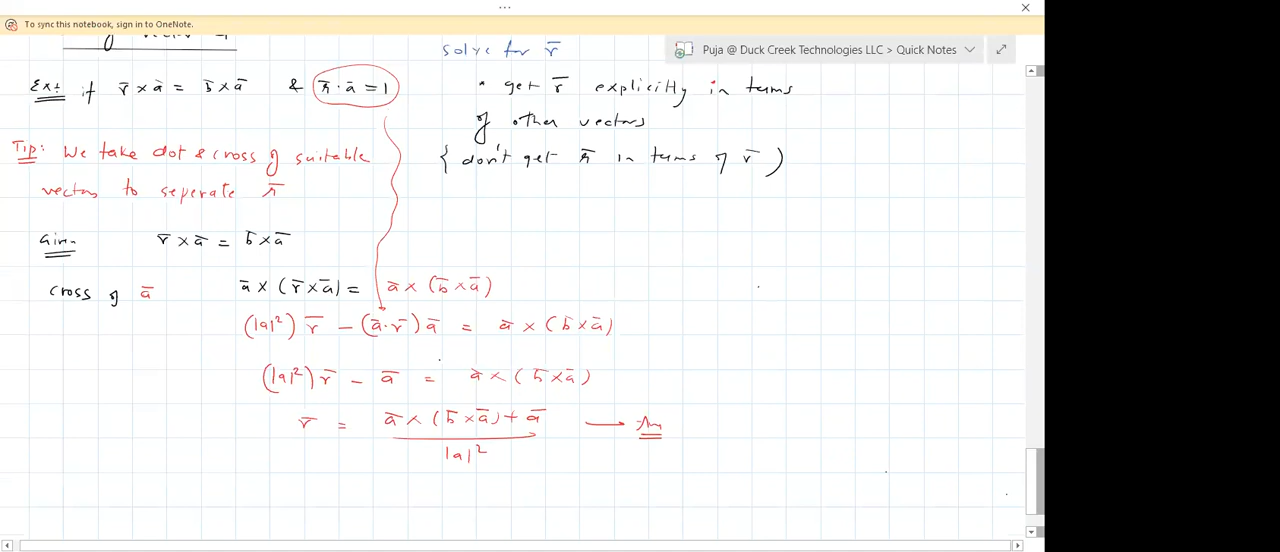 To sync this notebook, sign in to OneNote.
Puja @ Duck Creek Technologies LLC > Quick Notes
solve for r̄
Ex: if r̄ × ā = b̄ × ā & r̄ · ā = 1
* get r̄ explicitly in terms
of other vectors
{ don't get r̄ in terms of r̄ )
Tip: We take dot & cross of suitable
vectors to seperate r̄
Given r̄ × ā = b̄ × ā
cross of ā ā × (r̄ × ā) = ā × (b̄ × ā)
(|a|²) r̄ − (ā · r̄) ā = ā × (b̄ × ā)
(|a|²) r̄ − ā = ā × (b̄ × ā)
r̄ = ā × (b̄ × ā) + ā → Ans
|a|²